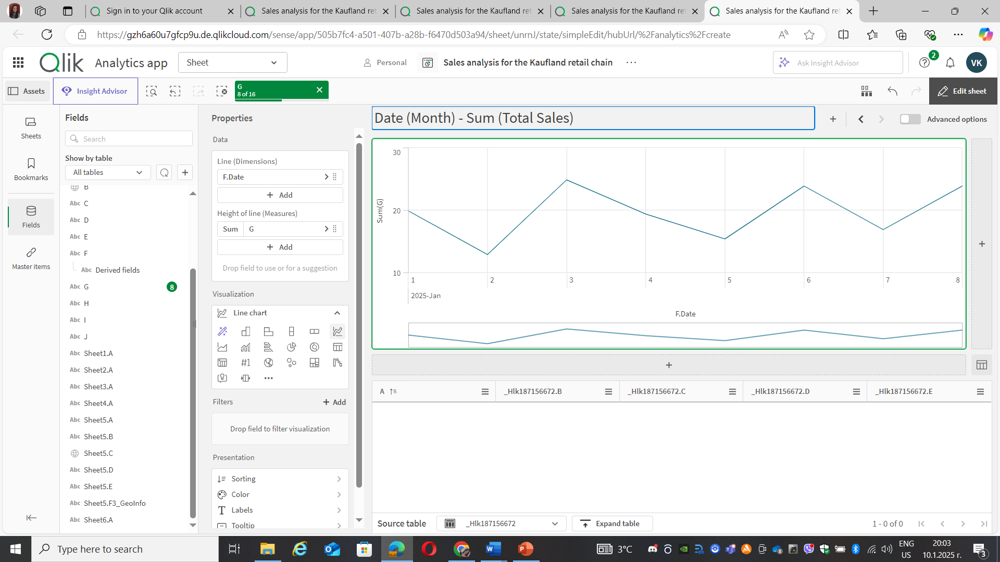 Sign in to your Qlik account
Sales analysis for the Kaufland ret
Sales analysis for the Kaufland ret
Sales analysis for the Kaufland ret
Sales analysis for the Kaufland ret
https://gzh6a60u7gfcp9u.de.qlikcloud.com/sense/app/505b7fc4-a501-407b-a28b-f6470d503a94/sheet/unrnJ/state/simpleEdit/hubUrl/%2Fanalytics%2Fcreate
Qlik Analytics app
Sheet
Personal
Sales analysis for the Kaufland retail chain
Ask Insight Advisor
2
VK
Assets
Insight Advisor
G
8 of 16
Edit sheet
Sheets
Bookmarks
Fields
Master items
Fields
Search
Show by table
All tables
B
Abc C
Abc D
Abc E
Abc F
Abc Derived fields
Abc G 8
Abc H
Abc I
Abc J
Abc Sheet1.A
Abc Sheet2.A
Abc Sheet3.A
Abc Sheet4.A
Abc Sheet5.A
Abc Sheet5.B
Sheet5.C
Abc Sheet5.D
Abc Sheet5.E
Abc Sheet5.F3_GeoInfo
Abc Sheet6.A
Properties
Data
Line (Dimensions)
F.Date
Add
Height of line (Measures)
Sum G
Add
Drop field to use or for a suggestion
Visualization
Line chart
#1
Filters
Add
Drop field to filter visualization
Presentation
Sorting
Color
Labels
Tooltip
Date (Month) - Sum (Total Sales)
Advanced options
30
20
10
Sum(G)
1 2 3 4 5 6 7 8
2025-Jan
F.Date
A _Hlk187156672.B _Hlk187156672.C _Hlk187156672.D _Hlk187156672.E
Source table
_Hlk187156672
Expand table
1 - 0 of 0
Type here to search
3°C
ENG
US
20:03
10.1.2025 г.
3